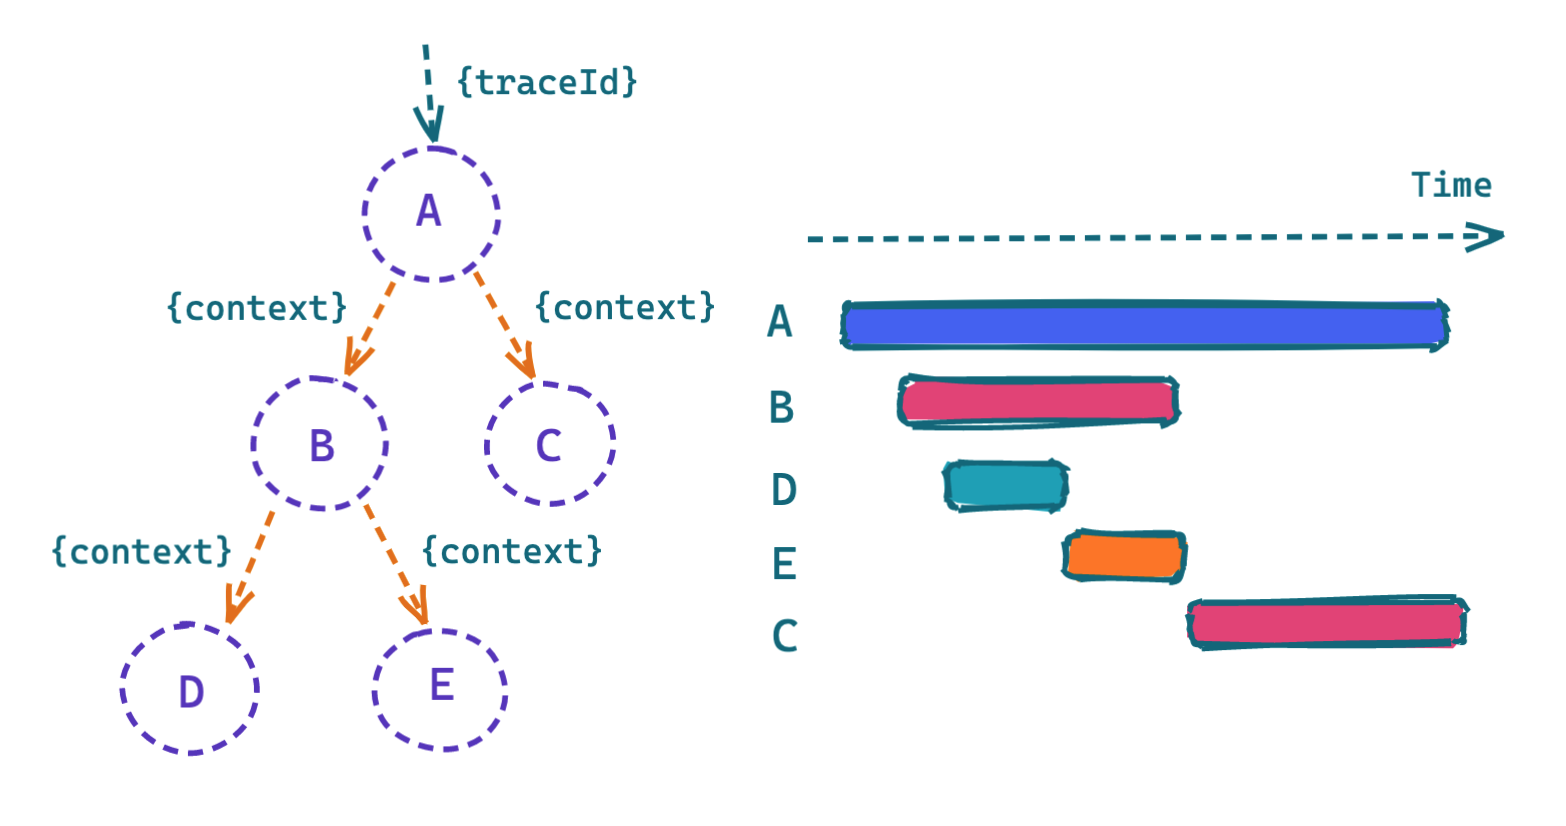 {traceId}
A
{context}
{context}
B
C
{context}
{context}
D
E
Time
A
B
D
E
C